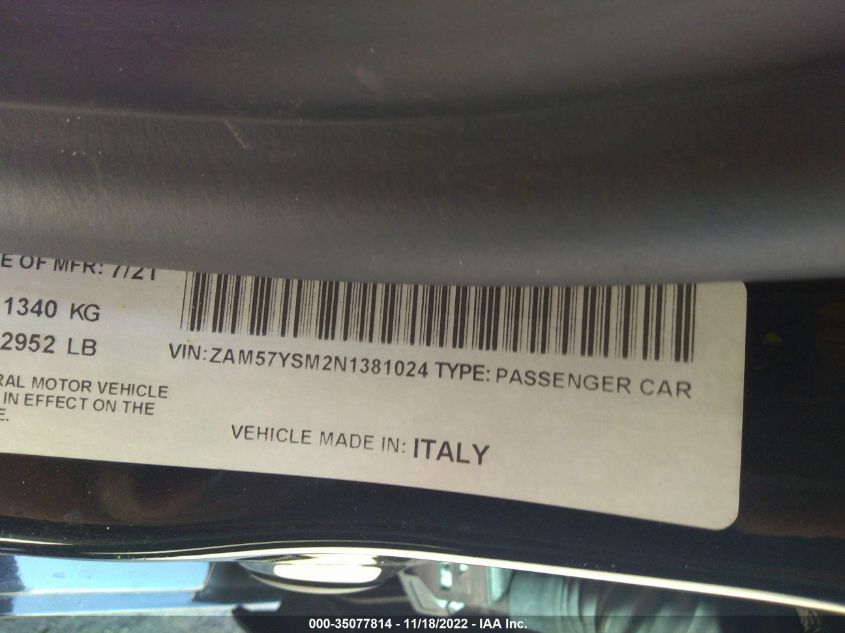 E OF MFR: 7/21
1340 KG
2952 LB
VIN:ZAM57YSM2N1381024 TYPE: PASSENGER CAR
RAL MOTOR VEHICLE
IN EFFECT ON THE
E.
VEHICLE MADE IN: ITALY
000-35077814 - 11/18/2022 - IAA Inc.